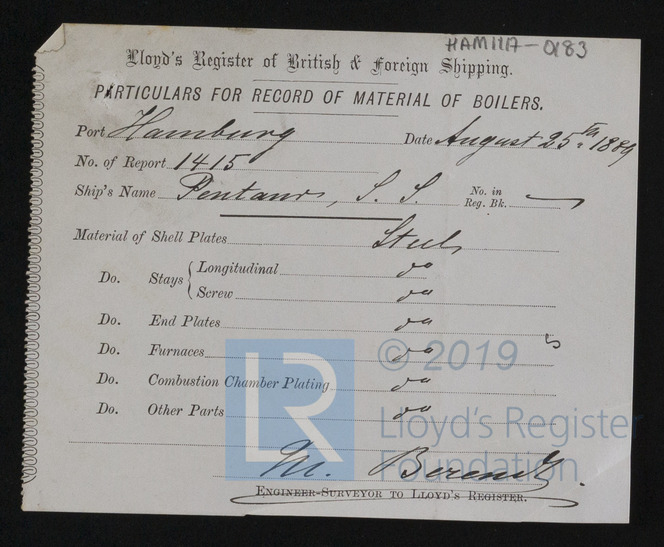 HAM1117-0183
Lloyd's Register of British & Foreign Shipping.
PARTICULARS FOR RECORD OF MATERIAL OF BOILERS.
Port Hamburg Date August 25th 1889
No. of Report 1415
Ship's Name Pentaur, S. S. No. in Reg. Bk. —
Material of Shell Plates Steel
Do. Stays { Longitudinal do
Screw do
Do. End Plates do
Do. Furnaces do
Do. Combustion Chamber Plating do
Do. Other Parts do
LR © 2019
Lloyd's Register
Foundation
M.
ENGINEER-SURVEYOR TO LLOYD'S REGISTER.